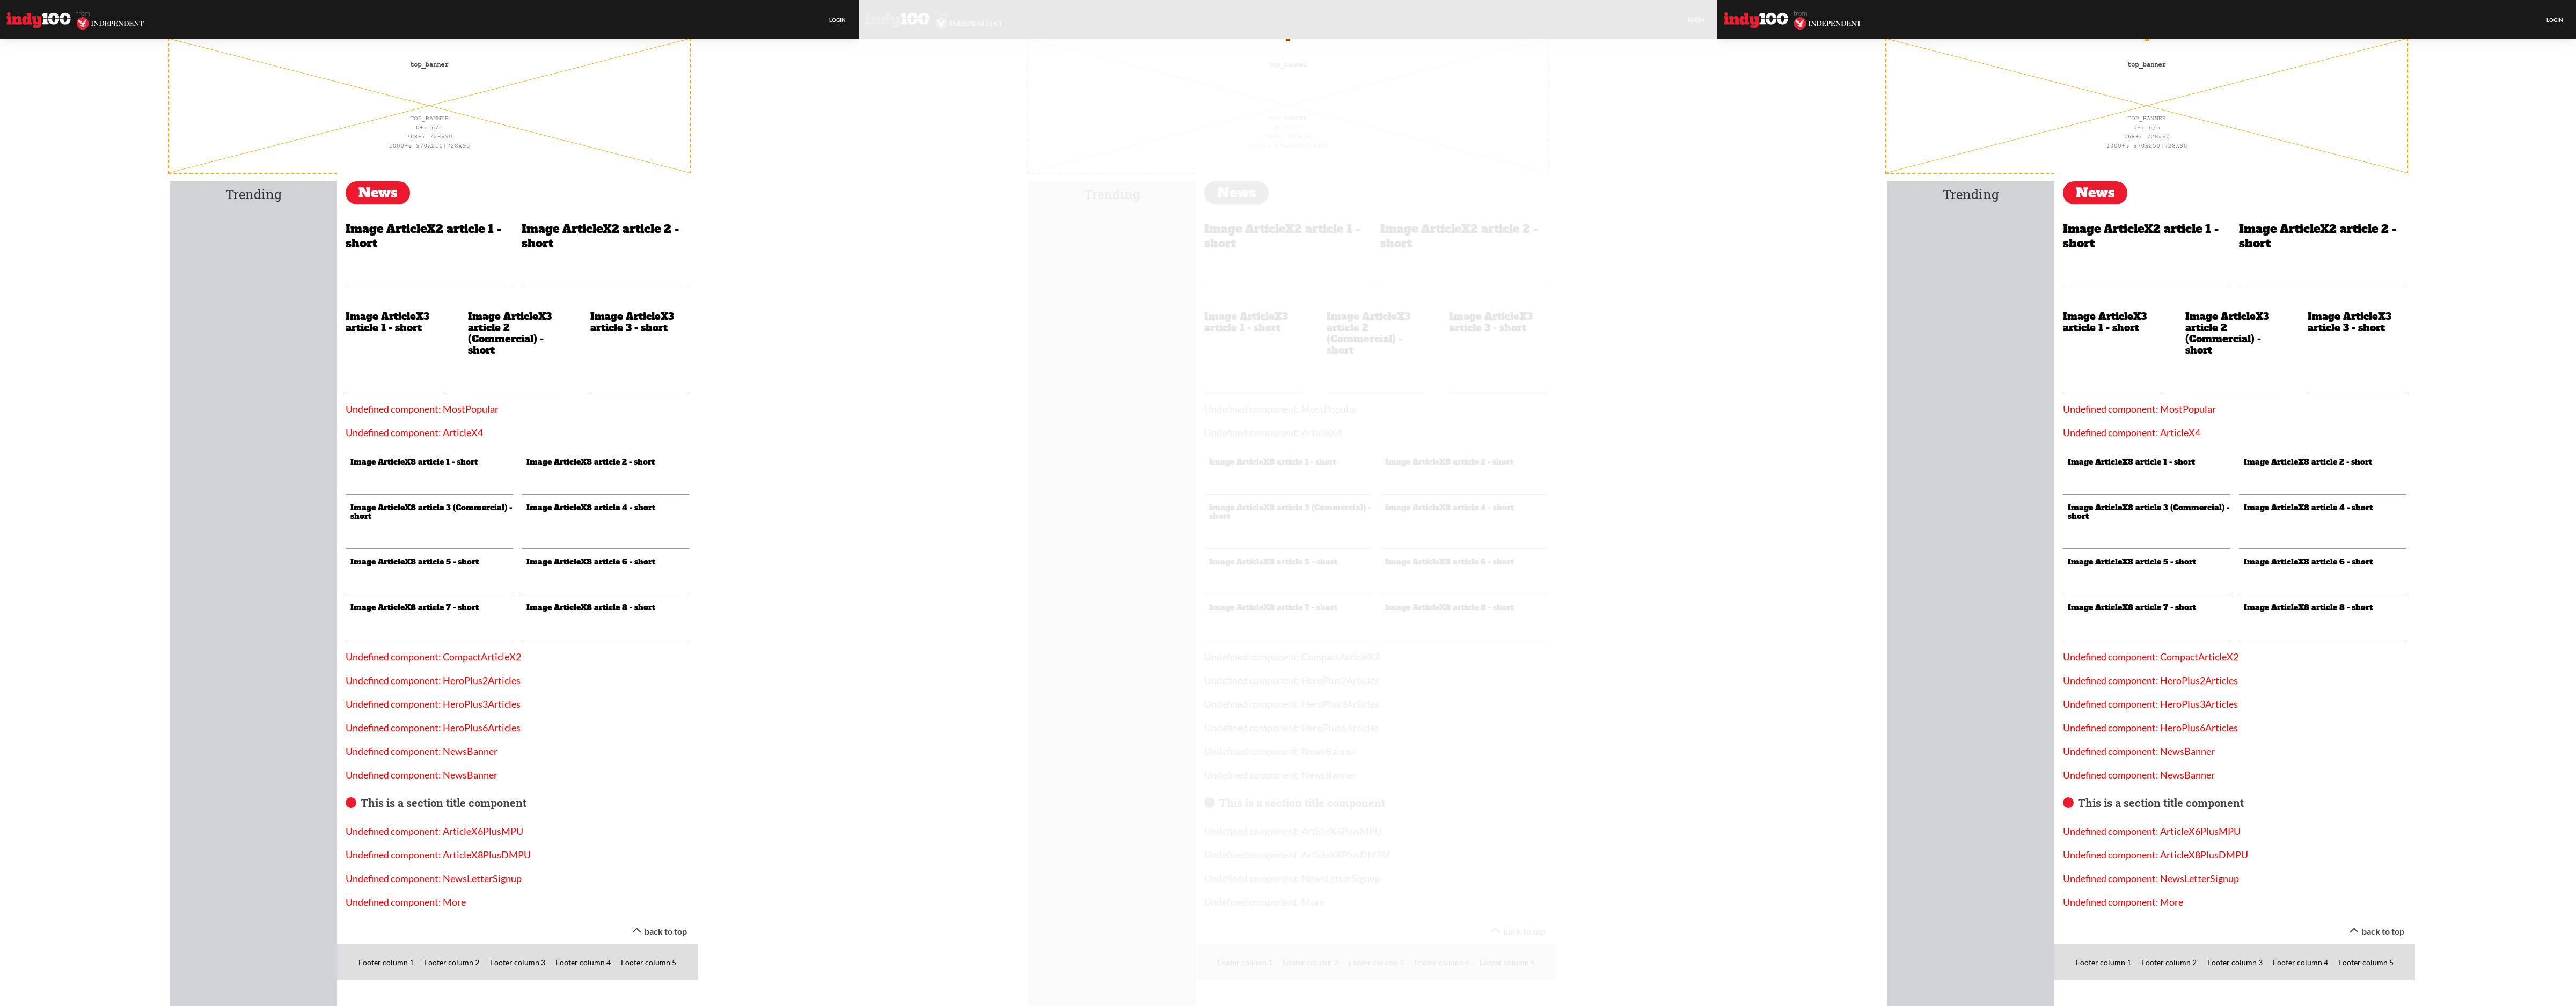 indy100 from INDEPENDENT
LOGIN
top_banner
TOP_BANNER
0+: n/a
768+: 728x90
1000+: 970x250|728x90
Trending
News
Image ArticleX2 article 1 -
short
Image ArticleX2 article 2 -
short
Image ArticleX3
article 1 - short
Image ArticleX3
article 2
(Commercial) -
short
Image ArticleX3
article 3 - short
Undefined component: MostPopular
Undefined component: ArticleX4
Image ArticleX8 article 1 - short
Image ArticleX8 article 2 - short
Image ArticleX8 article 3 (Commercial) -
short
Image ArticleX8 article 4 - short
Image ArticleX8 article 5 - short
Image ArticleX8 article 6 - short
Image ArticleX8 article 7 - short
Image ArticleX8 article 8 - short
Undefined component: CompactArticleX2
Undefined component: HeroPlus2Articles
Undefined component: HeroPlus3Articles
Undefined component: HeroPlus6Articles
Undefined component: NewsBanner
Undefined component: NewsBanner
This is a section title component
Undefined component: ArticleX6PlusMPU
Undefined component: ArticleX8PlusDMPU
Undefined component: NewsLetterSignup
Undefined component: More
back to top
Footer column 1 Footer column 2 Footer column 3 Footer column 4 Footer column 5
indy100 INDEPENDENT
top_banner
Trending
News
Image ArticleX2 article 1 -
short
Image ArticleX2 article 2 -
short
Image ArticleX3
article 1 - short
Image ArticleX3
article 2
(Commercial) -
short
Image ArticleX3
article 3 - short
Undefined component: MostPopular
Undefined component: ArticleX4
Image ArticleX8 article 1 - short
Image ArticleX8 article 2 - short
Image ArticleX8 article 3 (Commercial) -
short
Image ArticleX8 article 4 - short
Image ArticleX8 article 5 - short
Image ArticleX8 article 6 - short
Image ArticleX8 article 7 - short
Image ArticleX8 article 8 - short
Undefined component: CompactArticleX2
Undefined component: HeroPlus2Articles
Undefined component: HeroPlus3Articles
Undefined component: HeroPlus6Articles
Undefined component: NewsBanner
Undefined component: NewsBanner
This is a section title component
Undefined component: ArticleX6PlusMPU
Undefined component: ArticleX8PlusDMPU
Undefined component: NewsLetterSignup
Undefined component: More
back to top
Footer column 1 Footer column 2 Footer column 3 Footer column 4 Footer column 5
indy100 from INDEPENDENT
LOGIN
top_banner
TOP_BANNER
0+: n/a
768+: 728x90
1000+: 970x250|728x90
Trending
News
Image ArticleX2 article 1 -
short
Image ArticleX2 article 2 -
short
Image ArticleX3
article 1 - short
Image ArticleX3
article 2
(Commercial) -
short
Image ArticleX3
article 3 - short
Undefined component: MostPopular
Undefined component: ArticleX4
Image ArticleX8 article 1 - short
Image ArticleX8 article 2 - short
Image ArticleX8 article 3 (Commercial) -
short
Image ArticleX8 article 4 - short
Image ArticleX8 article 5 - short
Image ArticleX8 article 6 - short
Image ArticleX8 article 7 - short
Image ArticleX8 article 8 - short
Undefined component: CompactArticleX2
Undefined component: HeroPlus2Articles
Undefined component: HeroPlus3Articles
Undefined component: HeroPlus6Articles
Undefined component: NewsBanner
Undefined component: NewsBanner
This is a section title component
Undefined component: ArticleX6PlusMPU
Undefined component: ArticleX8PlusDMPU
Undefined component: NewsLetterSignup
Undefined component: More
back to top
Footer column 1 Footer column 2 Footer column 3 Footer column 4 Footer column 5